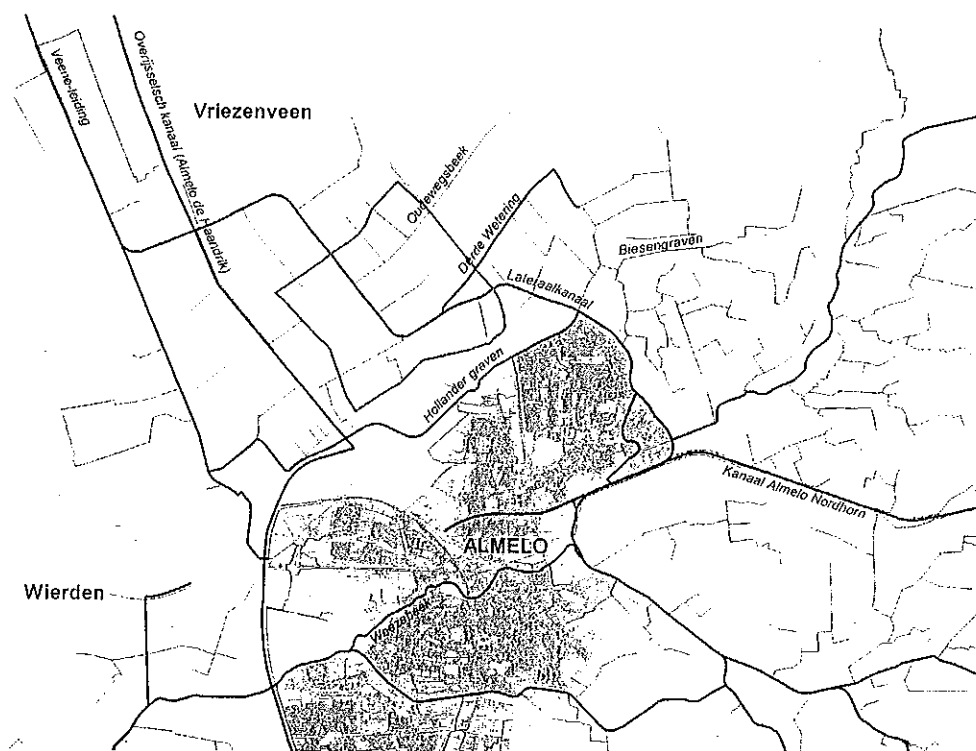 Veene-leiding
Overijsselsch kanaal (Almelo de Haandrik)
Vriezenveen
Oudewegsbeek
Derde Wetering
Biesengraven
Lateraalkanaal
Hollander graven
Kanaal Almelo Nordhorn
ALMELO
Wierden